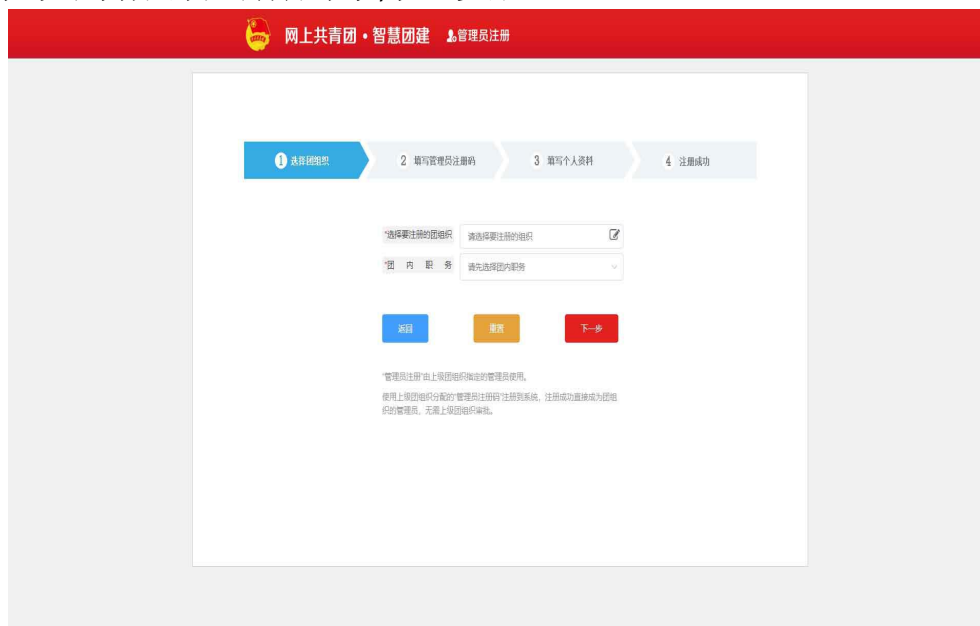 网上共青团·智慧团建 管理员注册
1 选择团组织 2 填写管理员注册码 3 填写个人资料 4 注册成功
*选择要注册的团组织 请选择要注册的组织
*团内职务 请先选择团内职务
返回 重置 下一步
"管理员注册"由上级团组织指定的管理员使用。
使用上级团组织分配的"管理员注册码"注册到系统，注册成功直接成为团组
织的管理员，无需上级团组织审批。